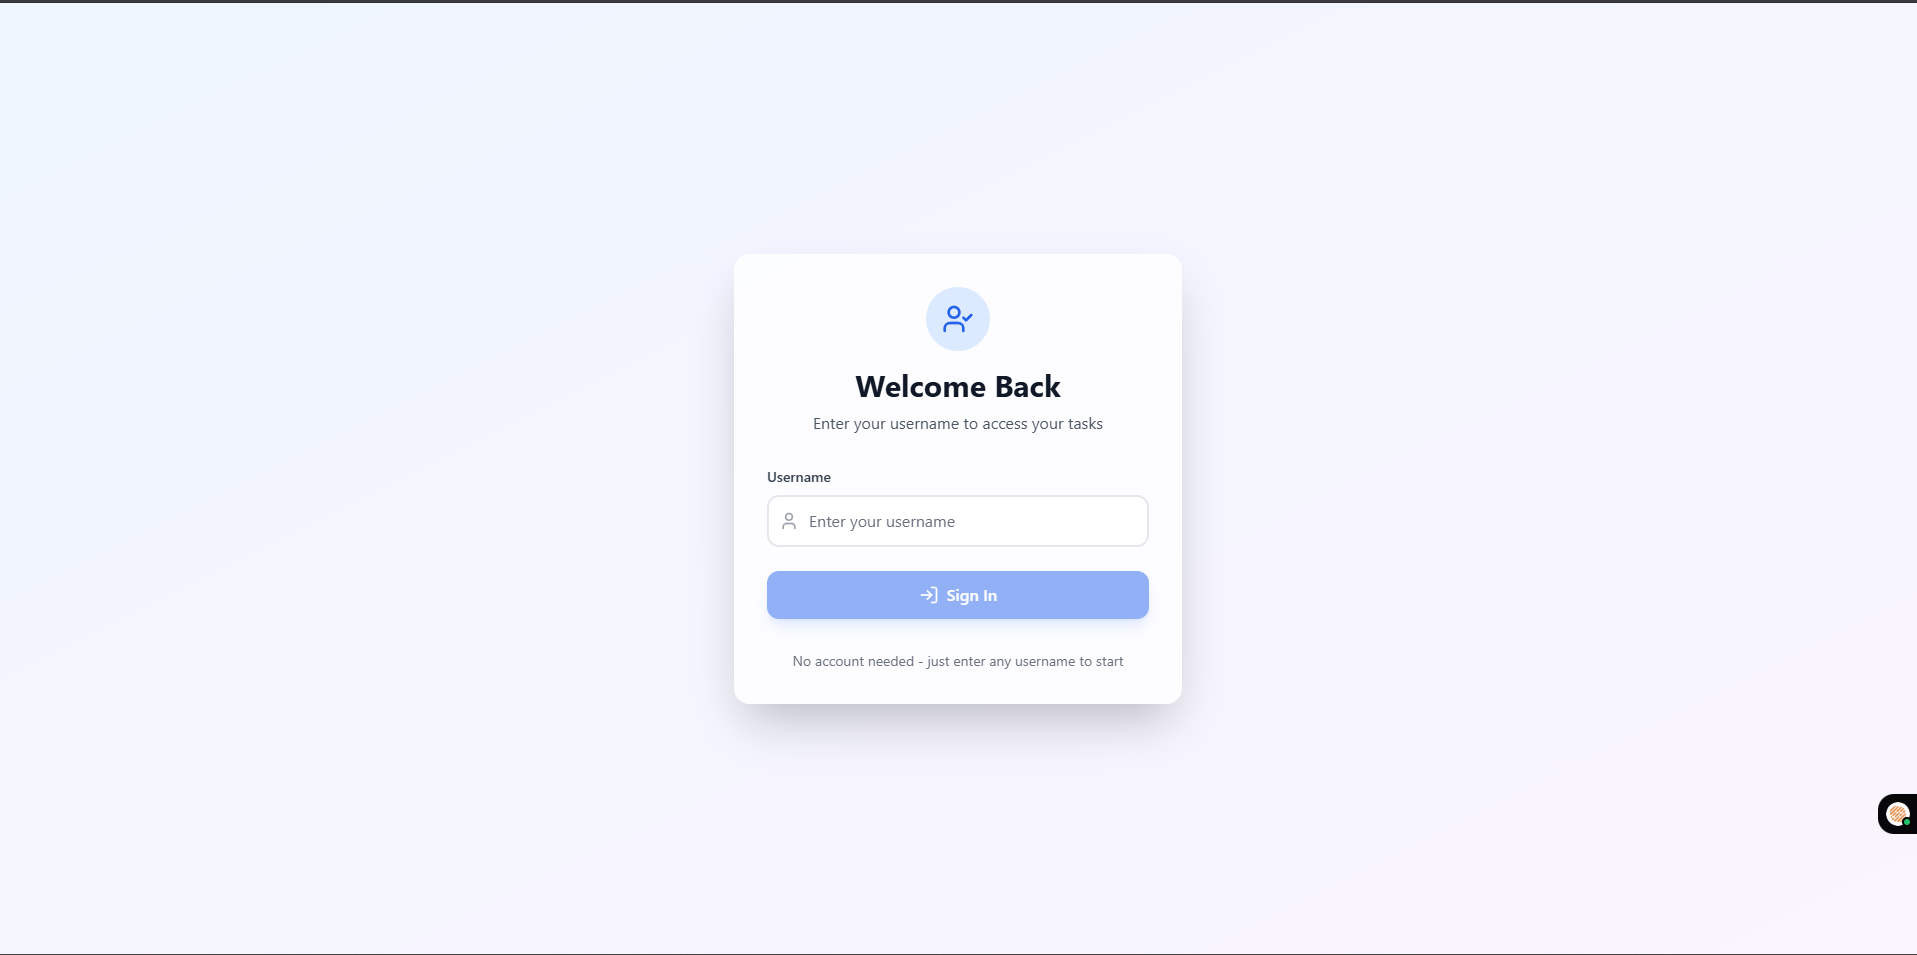 Welcome Back
Enter your username to access your tasks
Username
Enter your username
Sign In
No account needed - just enter any username to start